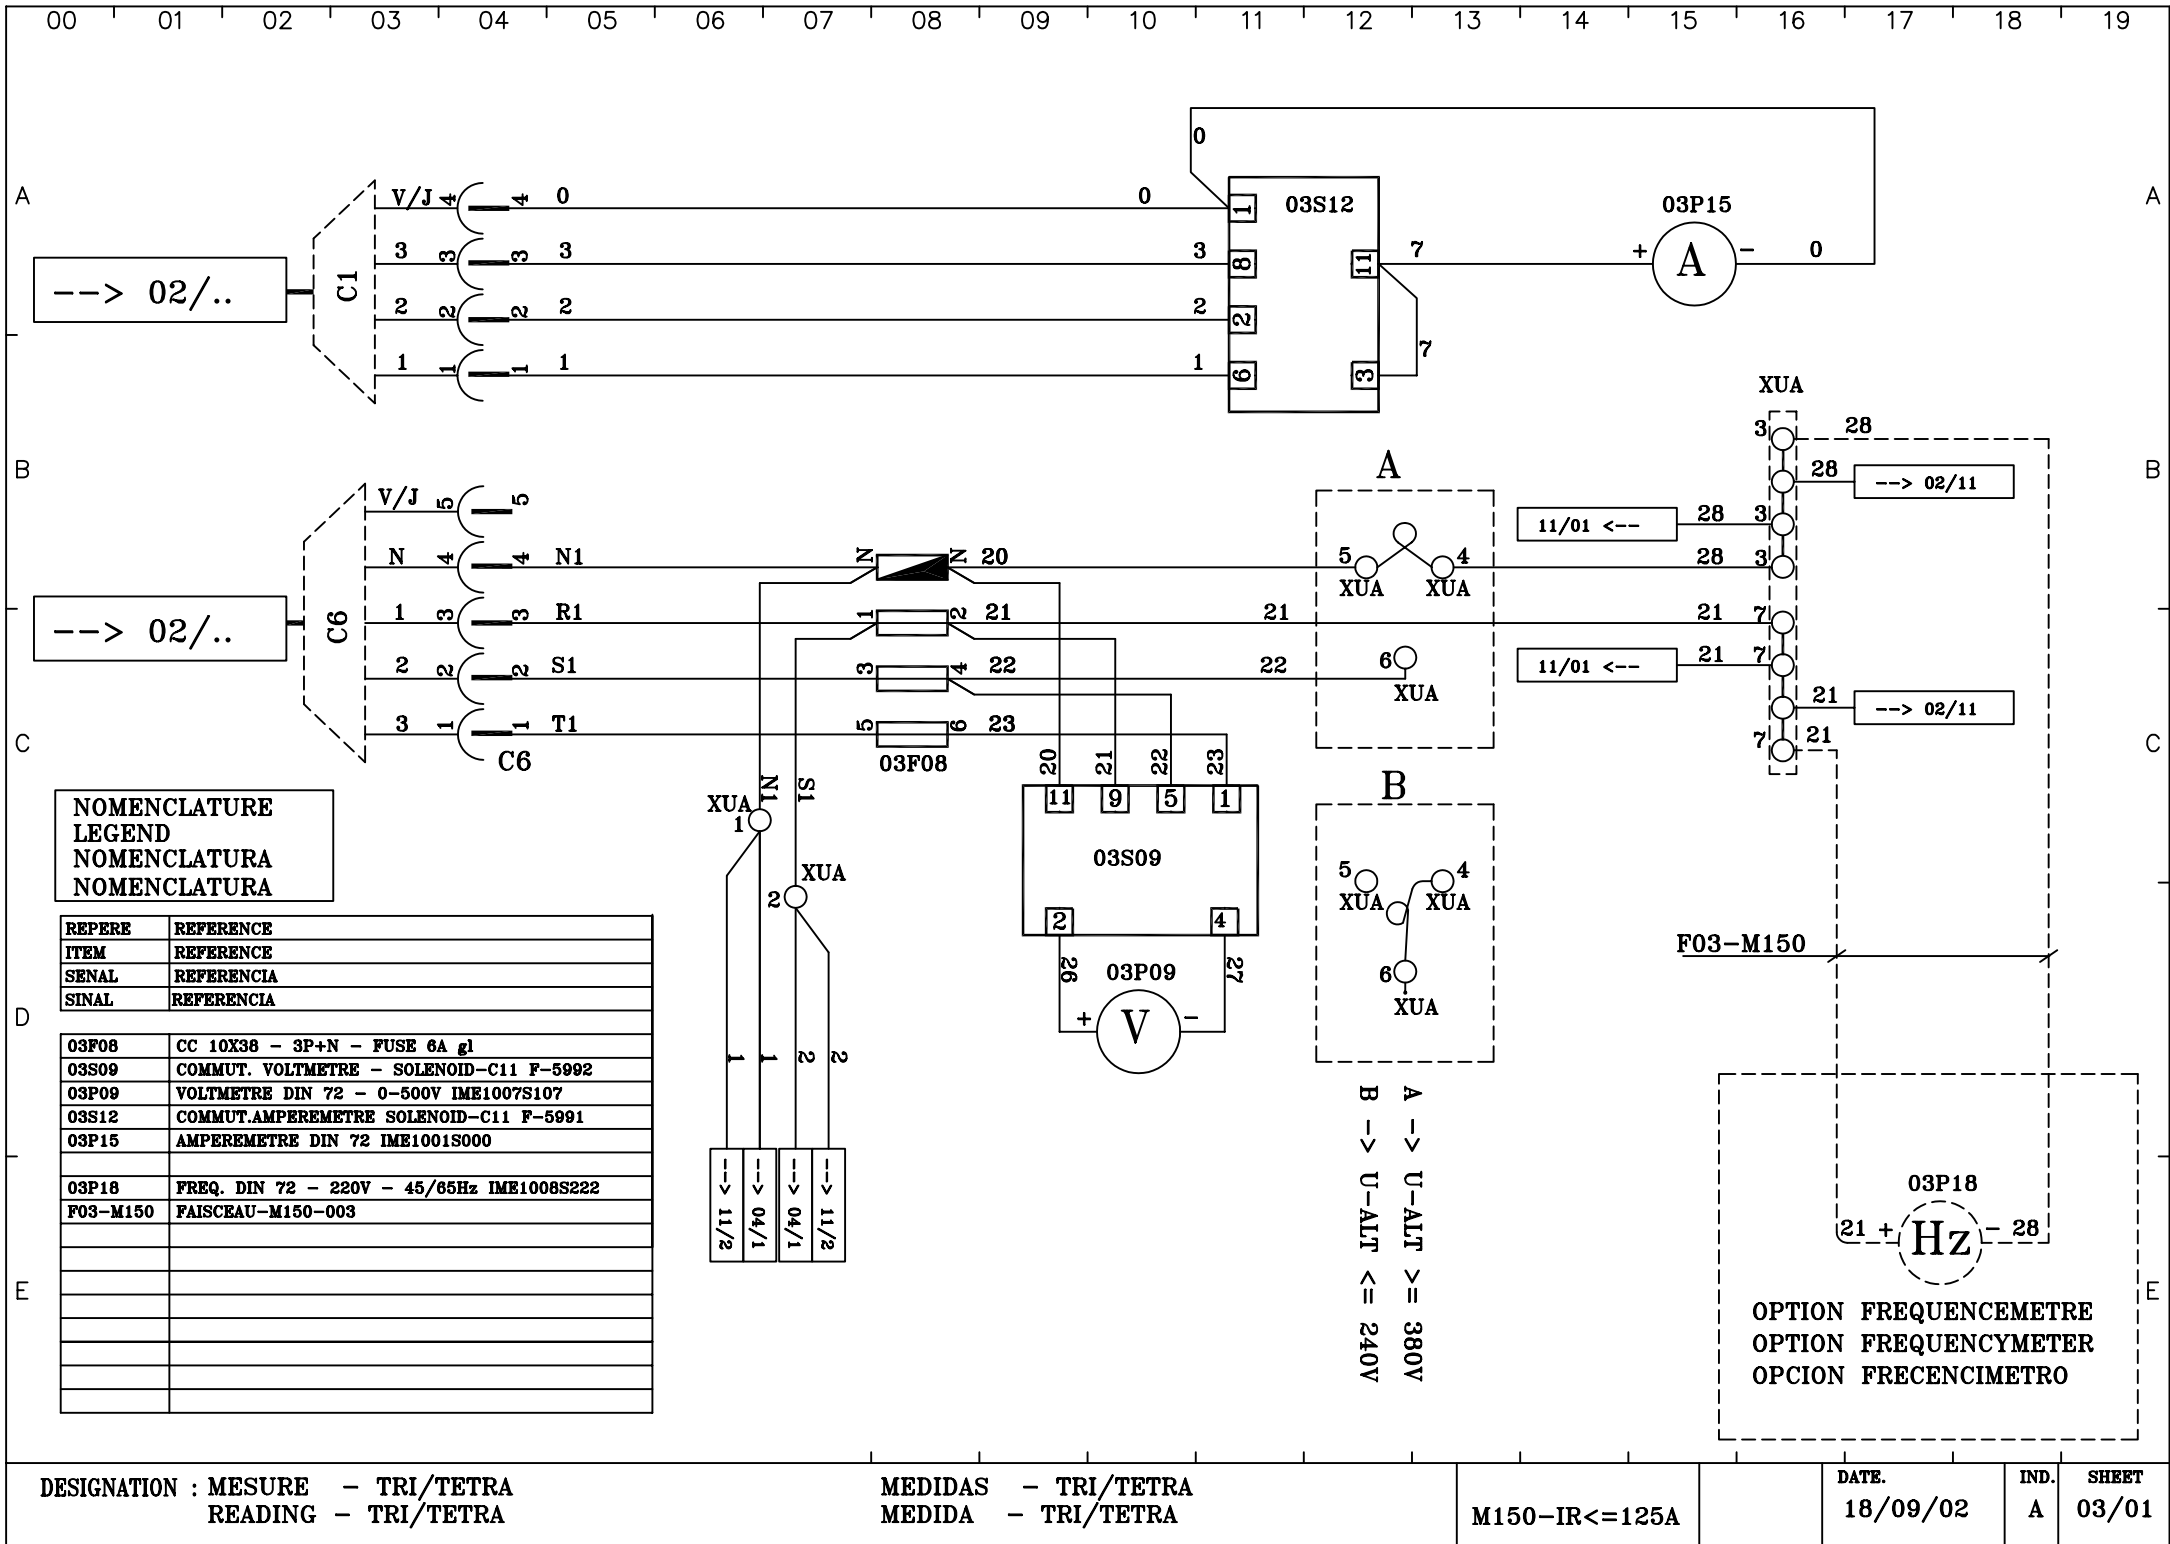 00 01 02 03 04 05 06 07 08 09 10 11 12 13 14 15 16 17 18 19
0
A V/J 4 4 0 0 1 03S12 03P15 A
3 3 3 3 3 8 11 7 + A - 0
--> 02/.. C1
2 2 2 2 2 2
7
1 1 1 1 1 6 3
XUA
3 28
A
B 28 --> 02/11 B
V/J 5 5
11/01 <-- 28 3
N 4 4 N1 N N 20 5 4 28 3
XUA XUA
1 3 3 R1 1 2 21 21 21 7
--> 02/.. C6
2 2 2 S1 3 4 22 22 6 11/01 <-- 21 7
XUA
21 --> 02/11
3 1 1 T1 5 6 23 7 21
C C
C6 03F08
20 21 22 23
N1 S1
B
XUA 11 9 5 1
1
NOMENCLATURE
LEGEND
NOMENCLATURA
NOMENCLATURA
03S09
XUA 5 4
2 XUA XUA
2 4
REPERE REFERENCE
ITEM REFERENCE
SENAL REFERENCIA
SINAL REFERENCIA
F03-M150
26 03P09 27 6
XUA
D + V - D
03F08 CC 10X38 - 3P+N - FUSE 6A gl
03S09 COMMUT. VOLTMETRE - SOLENOID-C11 F-5992
03P09 VOLTMETRE DIN 72 - 0-500V IME1007S107
03S12 COMMUT.AMPEREMETRE SOLENOID-C11 F-5991
03P15 AMPEREMETRE DIN 72 IME1001S000
03P18 FREQ. DIN 72 - 220V - 45/65Hz IME1008S222
F03-M150 FAISCEAU-M150-003
1 1 2 2
--> 11/2
--> 04/1
--> 04/1
--> 11/2
A -> U-ALT >= 380V
B -> U-ALT <= 240V
03P18
21 + Hz - 28
E E
OPTION FREQUENCEMETRE
OPTION FREQUENCYMETER
OPCION FRECENCIMETRO
DESIGNATION : MESURE - TRI/TETRA
READING - TRI/TETRA
MEDIDAS - TRI/TETRA
MEDIDA - TRI/TETRA
M150-IR<=125A
DATE.
18/09/02
IND.
A
SHEET
03/01